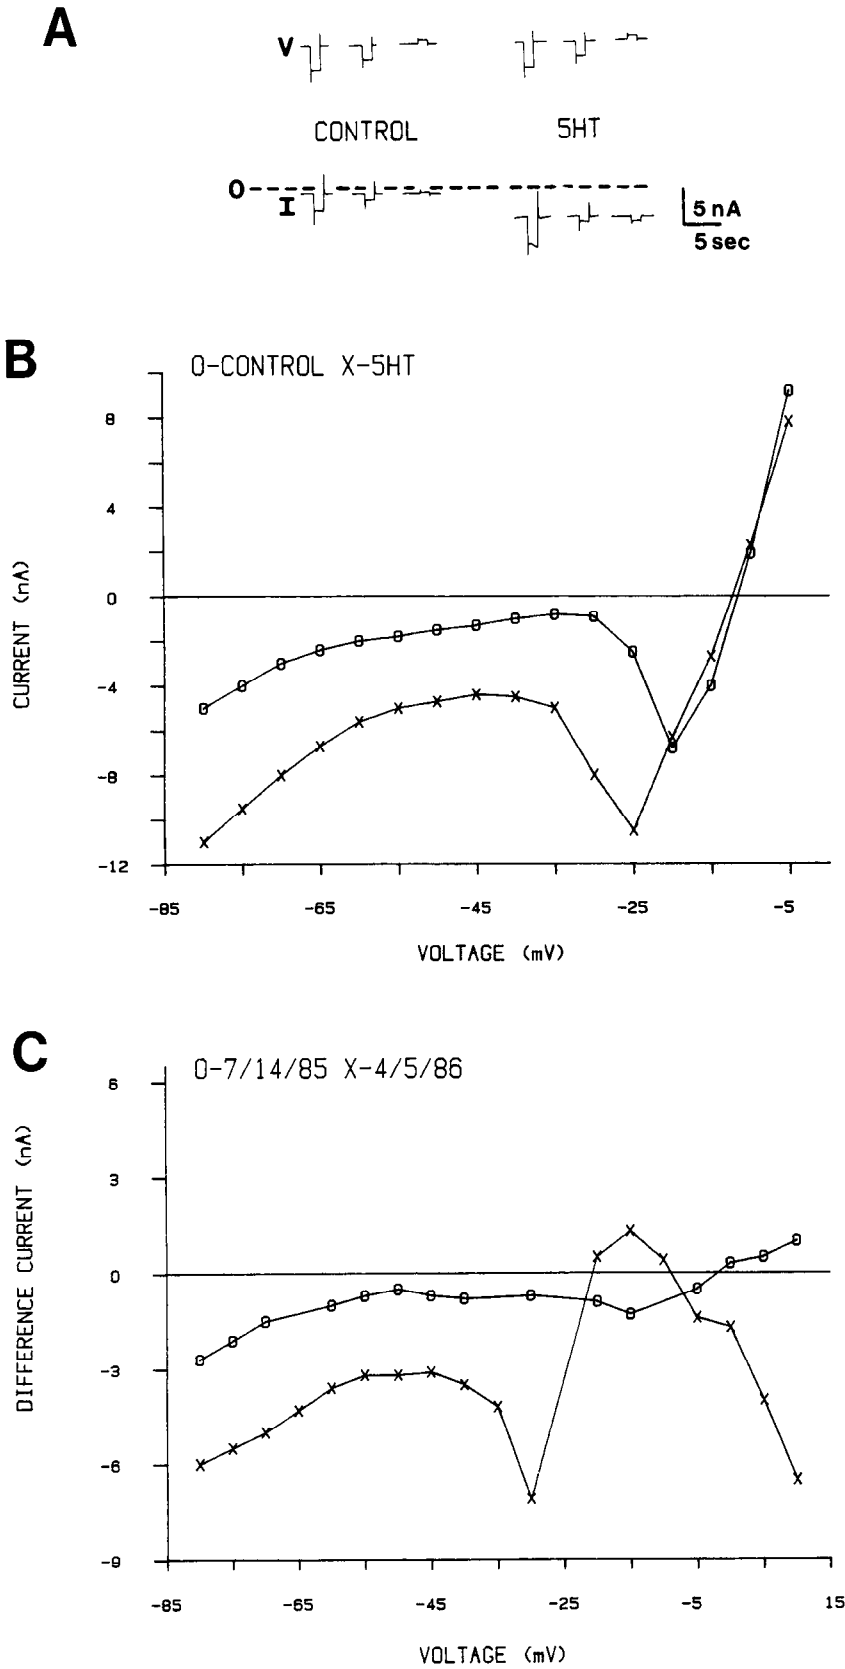 A
V
CONTROL 5HT
O
I
5 nA
5 sec
B
O-CONTROL X-5HT
8
4
0
-4
-8
-12
CURRENT (nA)
-85 -65 -45 -25 -5
VOLTAGE (mV)
C
O-7/14/85 X-4/5/86
6
3
0
-3
-6
-9
DIFFERENCE CURRENT (nA)
-85 -65 -45 -25 -5 15
VOLTAGE (mV)